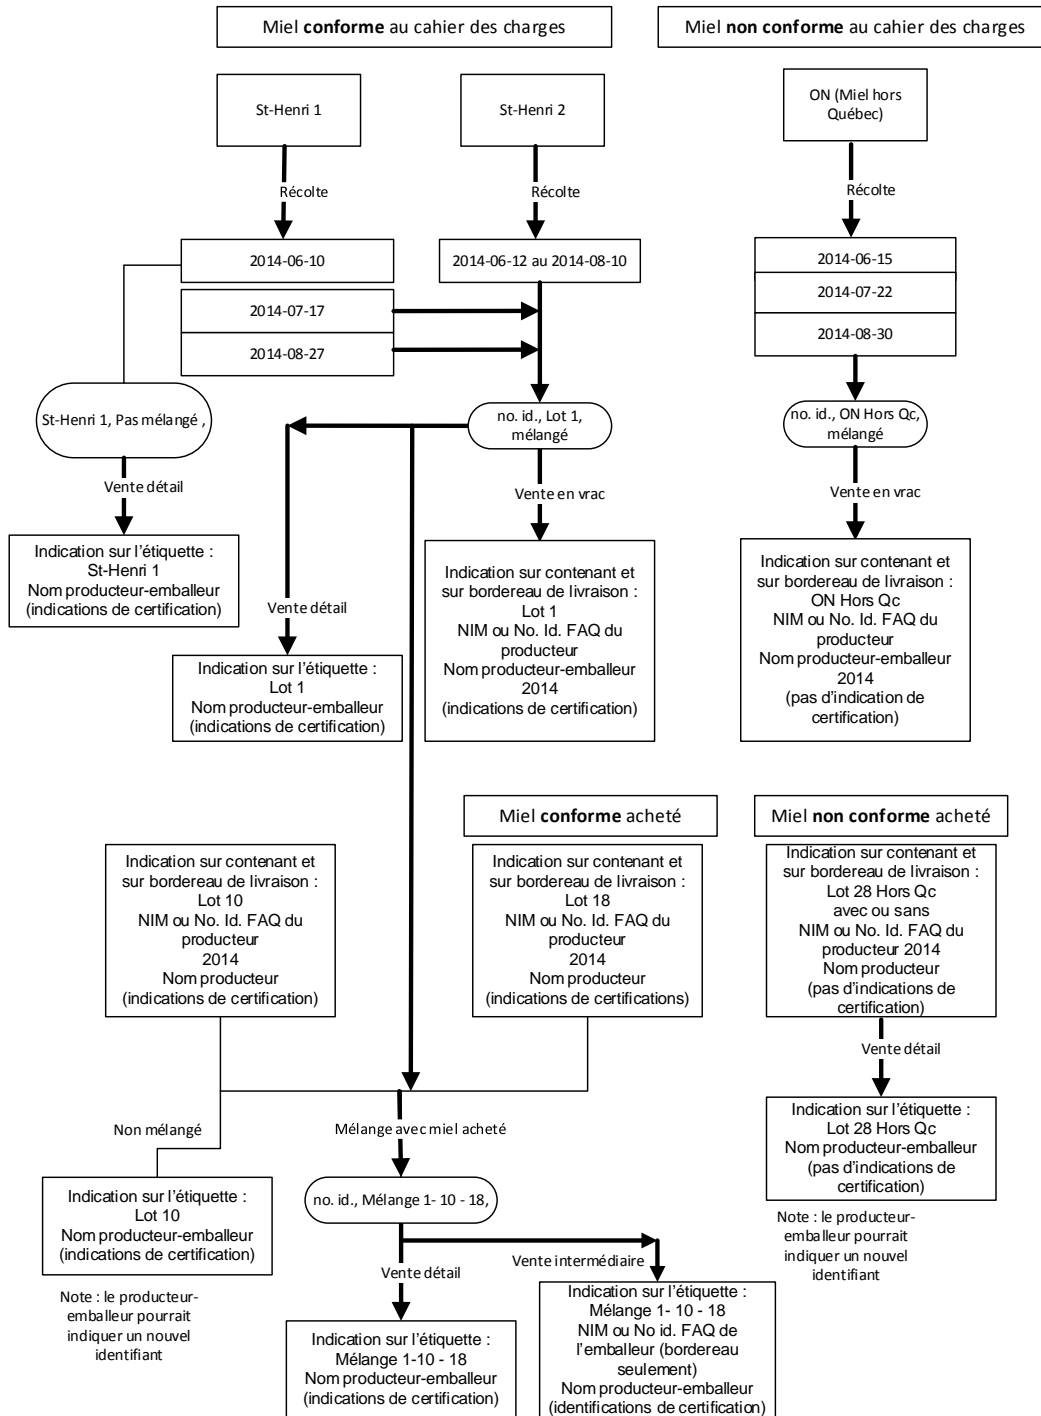 Miel conforme au cahier des charges
Miel non conforme au cahier des charges
St-Henri 1
St-Henri 2
ON (Miel hors
Québec)
Récolte
Récolte
Récolte
2014-06-10
2014-07-17
2014-08-27
2014-06-12 au 2014-08-10
2014-06-15
2014-07-22
2014-08-30
St-Henri 1, Pas mélangé ,
no. id., Lot 1,
mélangé
no. id., ON Hors Qc,
mélangé
Vente détail
Vente en vrac
Vente en vrac
Indication sur l'étiquette :
St-Henri 1
Nom producteur-emballeur
(indications de certification)
Vente détail
Indication sur l'étiquette :
Lot 1
Nom producteur-emballeur
(indications de certification)
Indication sur contenant et
sur bordereau de livraison :
Lot 1
NIM ou No. Id. FAQ du
producteur
Nom producteur-emballeur
2014
(indications de certification)
Indication sur contenant et
sur bordereau de livraison :
ON Hors Qc
NIM ou No. Id. FAQ du
producteur
Nom producteur-emballeur
2014
(pas d'indication de
certification)
Miel conforme acheté
Miel non conforme acheté
Indication sur contenant et
sur bordereau de livraison :
Lot 10
NIM ou No. Id. FAQ du
producteur
2014
Nom producteur
(indications de certification)
Indication sur contenant et
sur bordereau de livraison :
Lot 18
NIM ou No. Id. FAQ du
producteur
2014
Nom producteur
(indications de certifications)
Indication sur contenant et
sur bordereau de livraison :
Lot 28 Hors Qc
avec ou sans
NIM ou No. Id. FAQ du
producteur 2014
Nom producteur
(pas d'indications de
certification)
Vente détail
Non mélangé
Mélange avec miel acheté
Indication sur l'étiquette :
Lot 28 Hors Qc
Nom producteur-emballeur
(pas d'indications de
certification)
Note : le producteur-
emballeur pourrait
indiquer un nouvel
identifiant
Indication sur l'étiquette :
Lot 10
Nom producteur-emballeur
(indications de certification)
Note : le producteur-
emballeur pourrait
indiquer un nouvel
identifiant
no. id., Mélange 1- 10 - 18,
Vente détail
Vente intermédiaire
Indication sur l'étiquette :
Mélange 1-10 - 18
Nom producteur-emballeur
(indications de certification)
Indication sur l'étiquette :
Mélange 1- 10 - 18
NIM ou No id. FAQ de
l'emballeur (bordereau
seulement)
Nom producteur-emballeur
(identifications de certification)